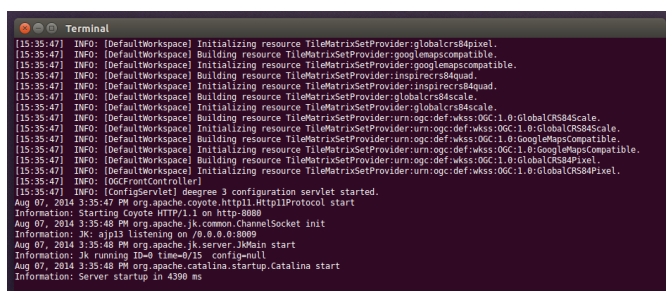 Terminal
[15:35:47] INFO: [DefaultWorkspace] Initializing resource TileMatrixSetProvider:globalcrs84pixel.
[15:35:47] INFO: [DefaultWorkspace] Building resource TileMatrixSetProvider:googlemapscompatible.
[15:35:47] INFO: [DefaultWorkspace] Initializing resource TileMatrixSetProvider:googlemapscompatible.
[15:35:47] INFO: [DefaultWorkspace] Building resource TileMatrixSetProvider:inspirecrs84quad.
[15:35:47] INFO: [DefaultWorkspace] Initializing resource TileMatrixSetProvider:inspirecrs84quad.
[15:35:47] INFO: [DefaultWorkspace] Building resource TileMatrixSetProvider:globalcrs84scale.
[15:35:47] INFO: [DefaultWorkspace] Initializing resource TileMatrixSetProvider:globalcrs84scale.
[15:35:47] INFO: [DefaultWorkspace] Building resource TileMatrixSetProvider:urn:ogc:def:wkss:OGC:1.0:GlobalCRS84Scale.
[15:35:47] INFO: [DefaultWorkspace] Initializing resource TileMatrixSetProvider:urn:ogc:def:wkss:OGC:1.0:GlobalCRS84Scale.
[15:35:47] INFO: [DefaultWorkspace] Building resource TileMatrixSetProvider:urn:ogc:def:wkss:OGC:1.0:GoogleMapsCompatible.
[15:35:47] INFO: [DefaultWorkspace] Initializing resource TileMatrixSetProvider:urn:ogc:def:wkss:OGC:1.0:GoogleMapsCompatible.
[15:35:47] INFO: [DefaultWorkspace] Building resource TileMatrixSetProvider:urn:ogc:def:wkss:OGC:1.0:GlobalCRS84Pixel.
[15:35:47] INFO: [DefaultWorkspace] Initializing resource TileMatrixSetProvider:urn:ogc:def:wkss:OGC:1.0:GlobalCRS84Pixel.
[15:35:47] INFO: [OGCFrontController]
[15:35:47] INFO: [ConfigServlet] deegree 3 configuration servlet started.
Aug 07, 2014 3:35:47 PM org.apache.coyote.http11.Http11Protocol start
Information: Starting Coyote HTTP/1.1 on http-8080
Aug 07, 2014 3:35:48 PM org.apache.jk.common.ChannelSocket init
Information: JK: ajp13 listening on /0.0.0.0:8009
Aug 07, 2014 3:35:48 PM org.apache.jk.server.JkMain start
Information: Jk running ID=0 time=0/15 config=null
Aug 07, 2014 3:35:48 PM org.apache.catalina.startup.Catalina start
Information: Server startup in 4390 ms